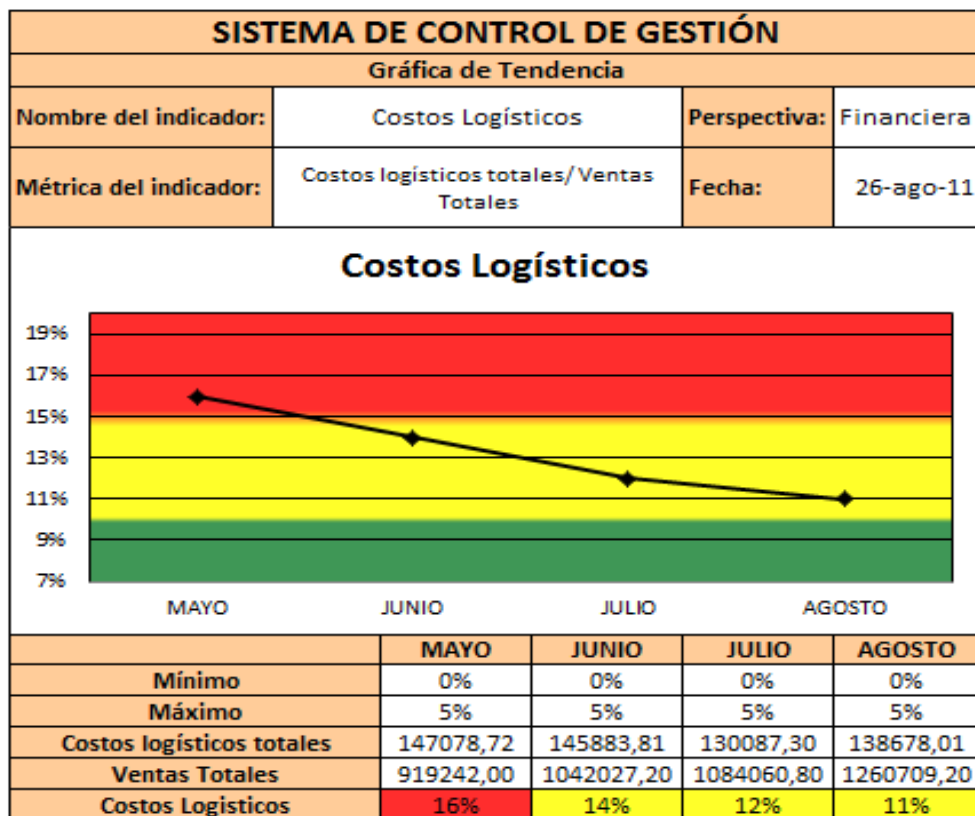 SISTEMA DE CONTROL DE GESTIÓN
Gráfica de Tendencia
Nombre del indicador: Costos Logísticos Perspectiva: Financiera
Métrica del indicador: Costos logísticos totales/ Ventas
Totales
Fecha: 26-ago-11
Costos Logísticos
19%
17%
15%
13%
11%
9%
7%
MAYO JUNIO JULIO AGOSTO
MAYO JUNIO JULIO AGOSTO
Mínimo 0% 0% 0% 0%
Máximo 5% 5% 5% 5%
Costos logísticos totales 147078,72 145883,81 130087,30 138678,01
Ventas Totales 919242,00 1042027,20 1084060,80 1260709,20
Costos Logisticos 16% 14% 12% 11%